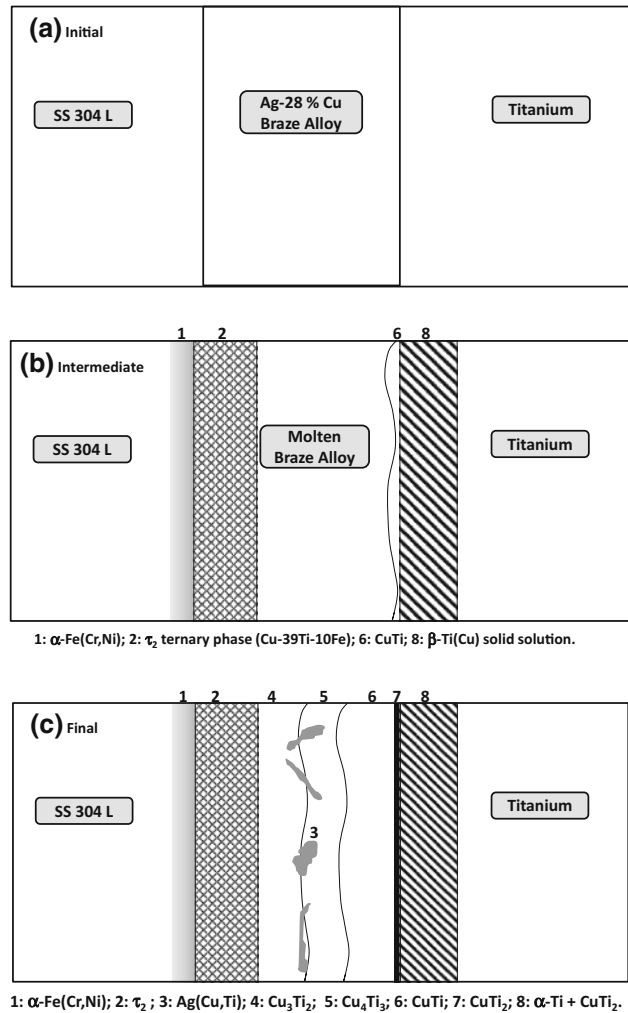 (a) Initial
SS 304 L
Ag-28 % Cu
Braze Alloy
Titanium
1 2 6 8
(b) Intermediate
SS 304 L
Molten
Braze Alloy
Titanium
1: α-Fe(Cr,Ni); 2: τ₂ ternary phase (Cu-39Ti-10Fe); 6: CuTi; 8: β-Ti(Cu) solid solution.
1 2 4 5 6 7 8
(c) Final
SS 304 L
3
Titanium
1: α-Fe(Cr,Ni); 2: τ₂ ; 3: Ag(Cu,Ti); 4: Cu₃Ti₂; 5: Cu₄Ti₃; 6: CuTi; 7: CuTi₂; 8: α-Ti + CuTi₂.